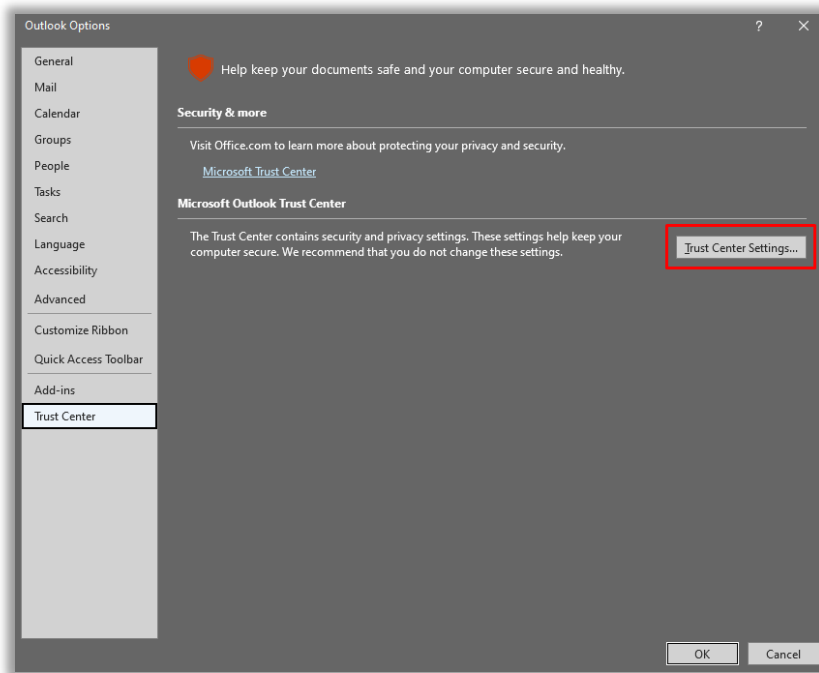 Outlook Options
?
General
Mail
Calendar
Groups
People
Tasks
Search
Language
Accessibility
Advanced
Customize Ribbon
Quick Access Toolbar
Add-ins
Trust Center
Help keep your documents safe and your computer secure and healthy.
Security & more
Visit Office.com to learn more about protecting your privacy and security.
Microsoft Trust Center
Microsoft Outlook Trust Center
The Trust Center contains security and privacy settings. These settings help keep your
computer secure. We recommend that you do not change these settings.
Trust Center Settings...
OK
Cancel